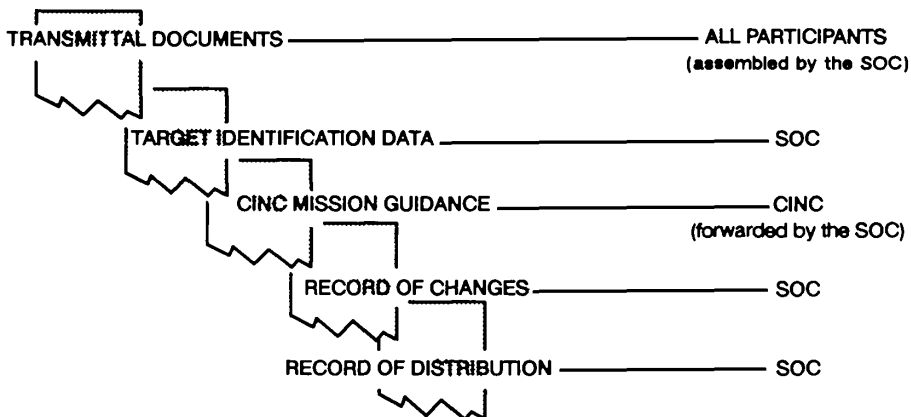 TRANSMITTAL DOCUMENTS ALL PARTICIPANTS
(assembled by the SOC)
TARGET IDENTIFICATION DATA SOC
CINC MISSION GUIDANCE CINC
(forwarded by the SOC)
RECORD OF CHANGES SOC
RECORD OF DISTRIBUTION SOC